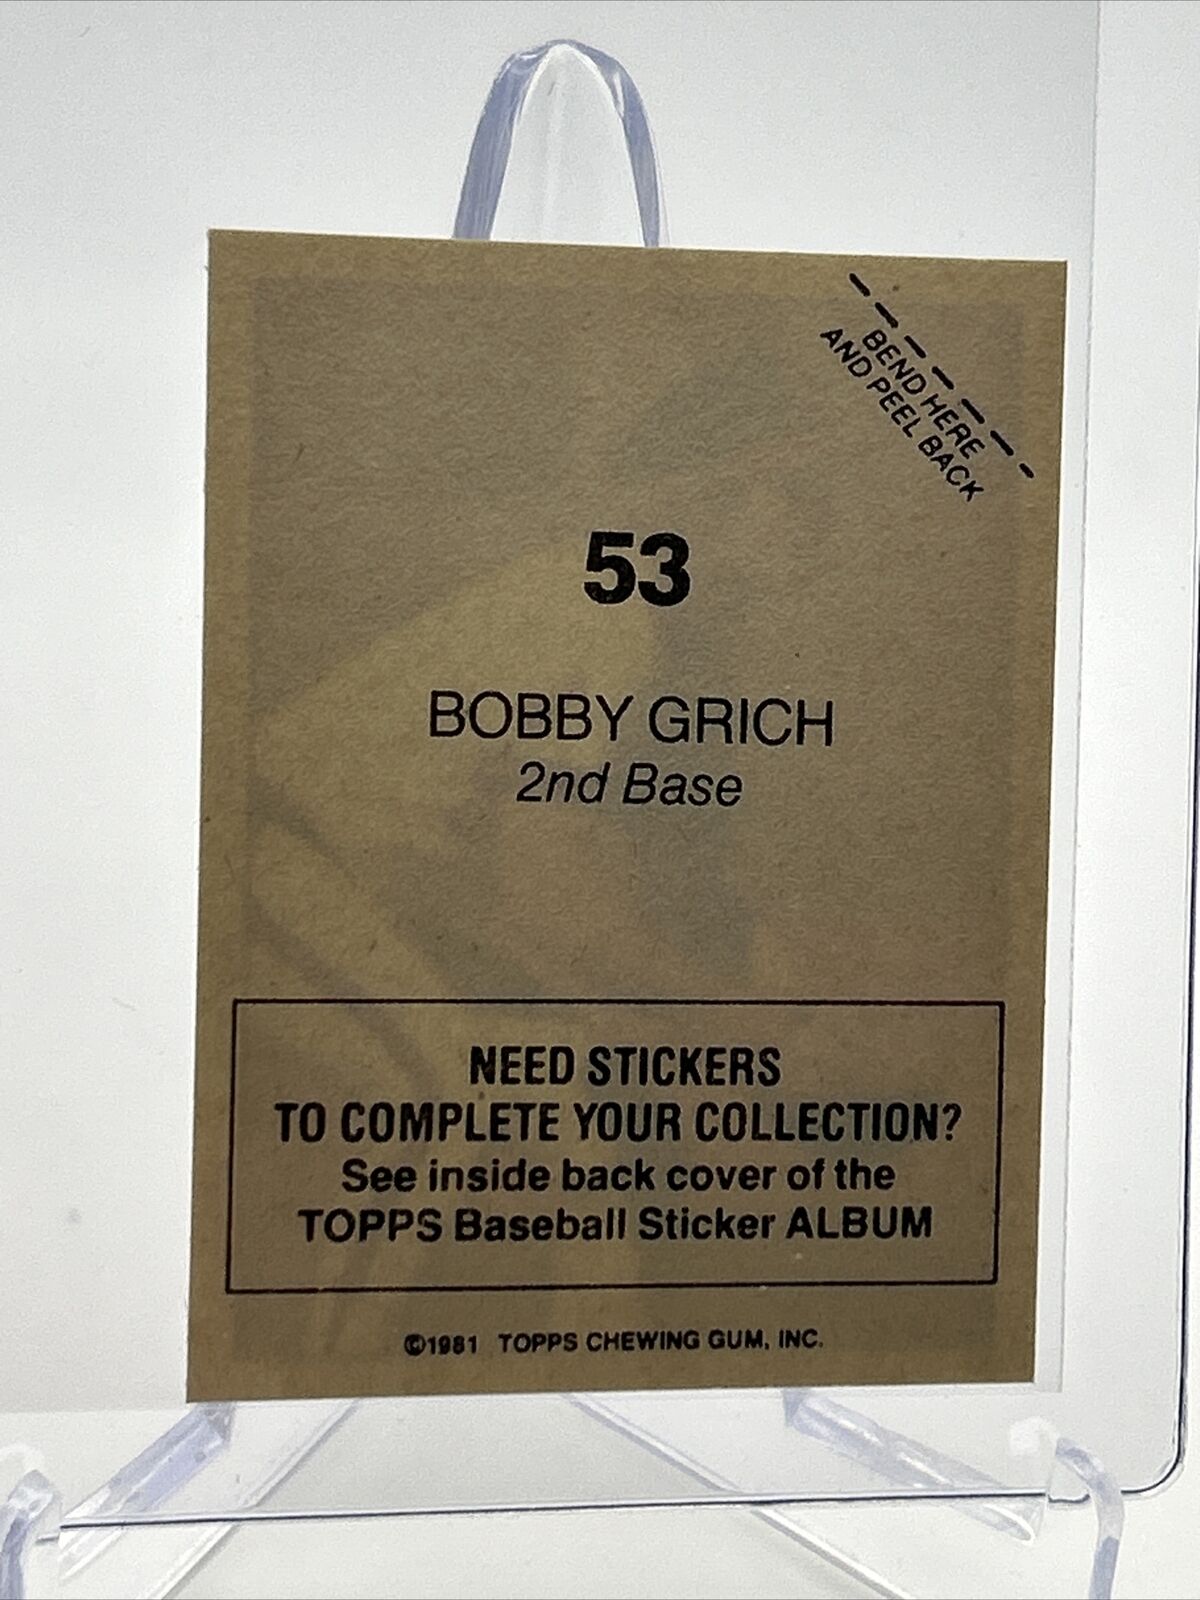 BEND HERE
AND PEEL BACK
53
BOBBY GRICH
2nd Base
NEED STICKERS
TO COMPLETE YOUR COLLECTION?
See inside back cover of the
TOPPS Baseball Sticker ALBUM
©1981 TOPPS CHEWING GUM, INC.